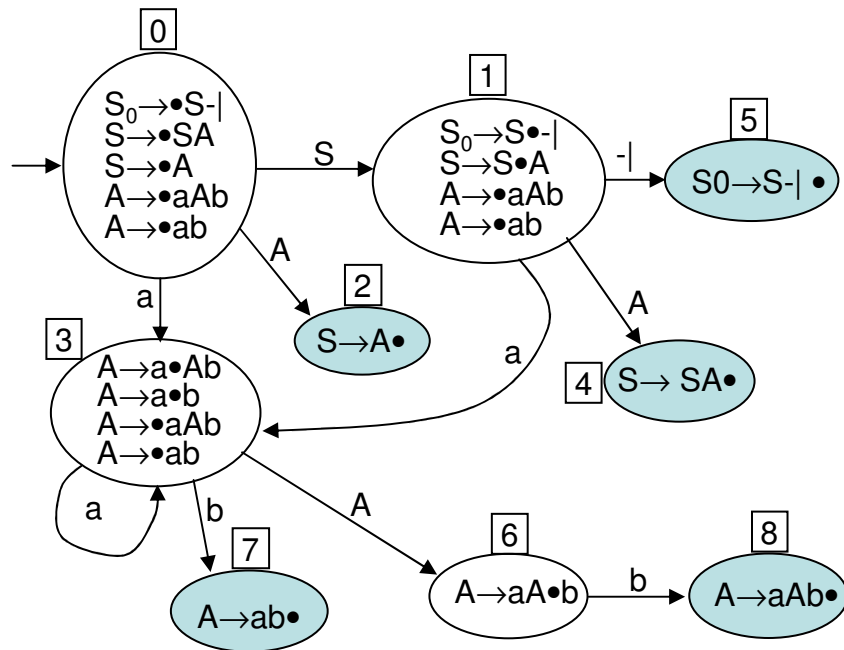 0
S₀→●S-|
S→●SA
S→●A
A→●aAb
A→●ab
S
1
S₀→S●-|
S→S●A
A→●aAb
A→●ab
-|
5
S0→S-| ●
A
2
S→A●
a
A
4
S→ SA●
a
3
A→a●Ab
A→a●b
A→●aAb
A→●ab
a
b
A
7
A→ab●
6
A→aA●b
b
8
A→aAb●